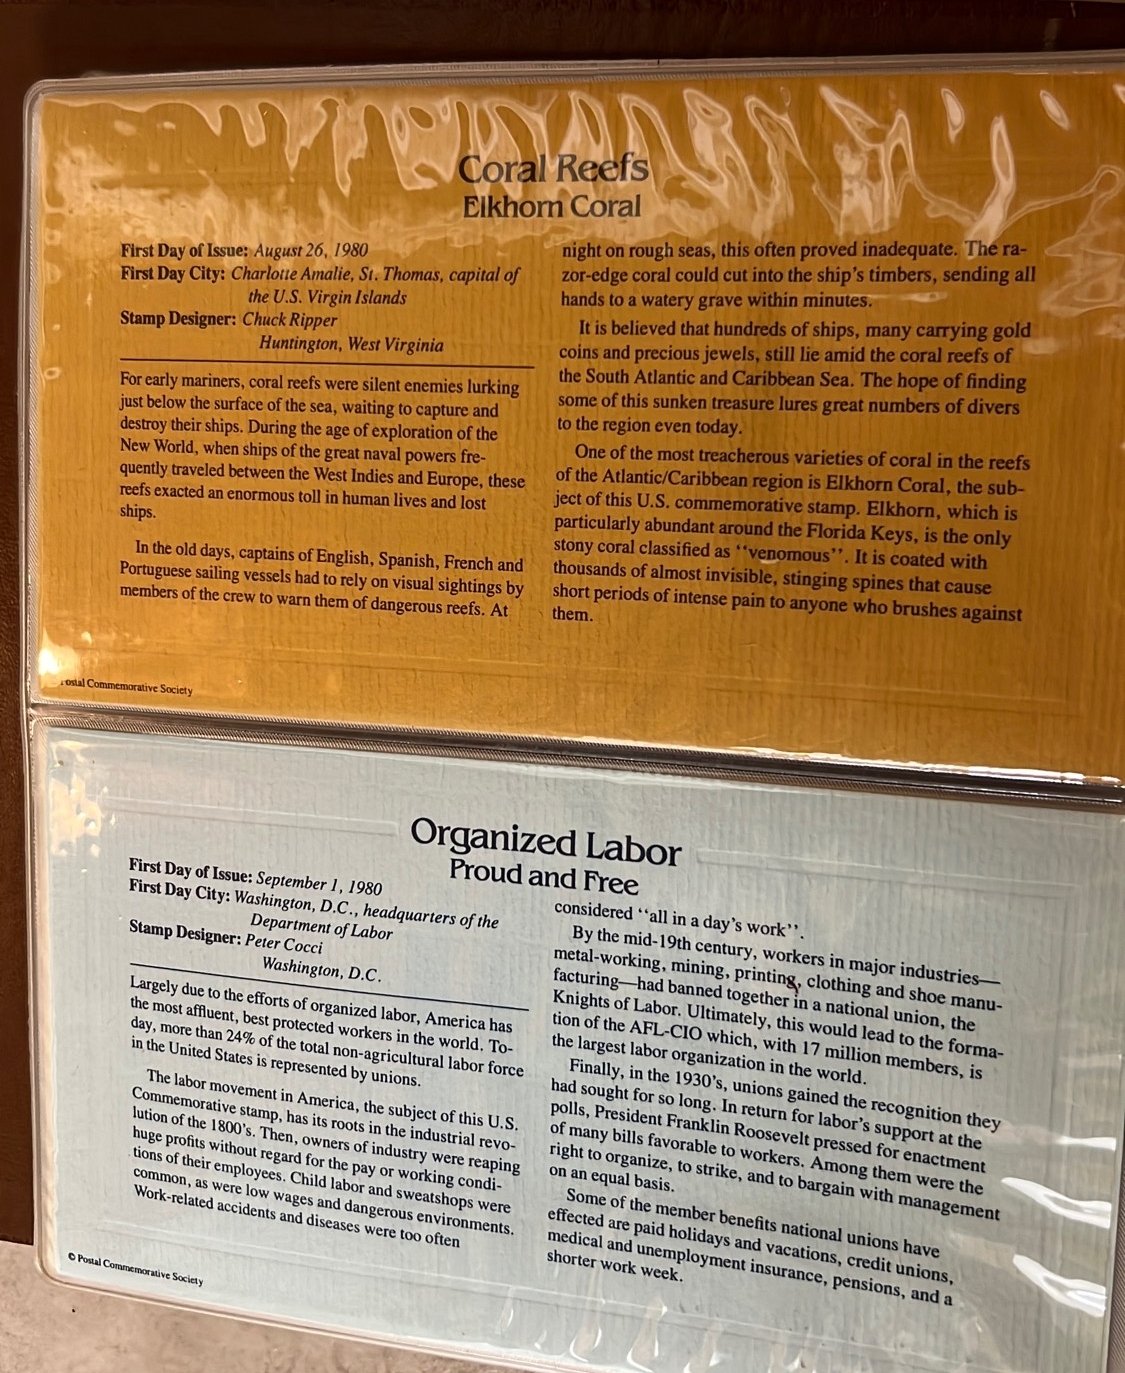 Coral Reefs
Elkhorn Coral
First Day of Issue: August 26, 1980
First Day City: Charlotte Amalie, St. Thomas, capital of
the U.S. Virgin Islands
Stamp Designer: Chuck Ripper
Huntington, West Virginia
For early mariners, coral reefs were silent enemies lurking
just below the surface of the sea, waiting to capture and
destroy their ships. During the age of exploration of the
New World, when ships of the great naval powers fre-
quently traveled between the West Indies and Europe, these
reefs exacted an enormous toll in human lives and lost
ships.
In the old days, captains of English, Spanish, French and
Portuguese sailing vessels had to rely on visual sightings by
members of the crew to warn them of dangerous reefs. At
night on rough seas, this often proved inadequate. The ra-
zor-edge coral could cut into the ship's timbers, sending all
hands to a watery grave within minutes.
It is believed that hundreds of ships, many carrying gold
coins and precious jewels, still lie amid the coral reefs of
the South Atlantic and Caribbean Sea. The hope of finding
some of this sunken treasure lures great numbers of divers
to the region even today.
One of the most treacherous varieties of coral in the reefs
of the Atlantic/Caribbean region is Elkhorn Coral, the sub-
ject of this U.S. commemorative stamp. Elkhorn, which is
particularly abundant around the Florida Keys, is the only
stony coral classified as ‘‘venomous’’. It is coated with
thousands of almost invisible, stinging spines that cause
short periods of intense pain to anyone who brushes against
them.
Postal Commemorative Society
Organized Labor
Proud and Free
First Day of Issue: September 1, 1980
First Day City: Washington, D.C., headquarters of the
Department of Labor
Stamp Designer: Peter Cocci
Washington, D.C.
Largely due to the efforts of organized labor, America has
the most affluent, best protected workers in the world. To-
day, more than 24% of the total non-agricultural labor force
in the United States is represented by unions.
The labor movement in America, the subject of this U.S.
Commemorative stamp, has its roots in the industrial revo-
lution of the 1800's. Then, owners of industry were reaping
huge profits without regard for the pay or working condi-
tions of their employees. Child labor and sweatshops were
common, as were low wages and dangerous environments.
Work-related accidents and diseases were too often
considered ‘‘all in a day's work’’.
By the mid-19th century, workers in major industries—
metal-working, mining, printing, clothing and shoe manu-
facturing—had banned together in a national union, the
Knights of Labor. Ultimately, this would lead to the forma-
tion of the AFL-CIO which, with 17 million members, is
the largest labor organization in the world.
Finally, in the 1930's, unions gained the recognition they
had sought for so long. In return for labor's support at the
polls, President Franklin Roosevelt pressed for enactment
of many bills favorable to workers. Among them were the
right to organize, to strike, and to bargain with management
on an equal basis.
Some of the member benefits national unions have
effected are paid holidays and vacations, credit unions,
medical and unemployment insurance, pensions, and a
shorter work week.
© Postal Commemorative Society